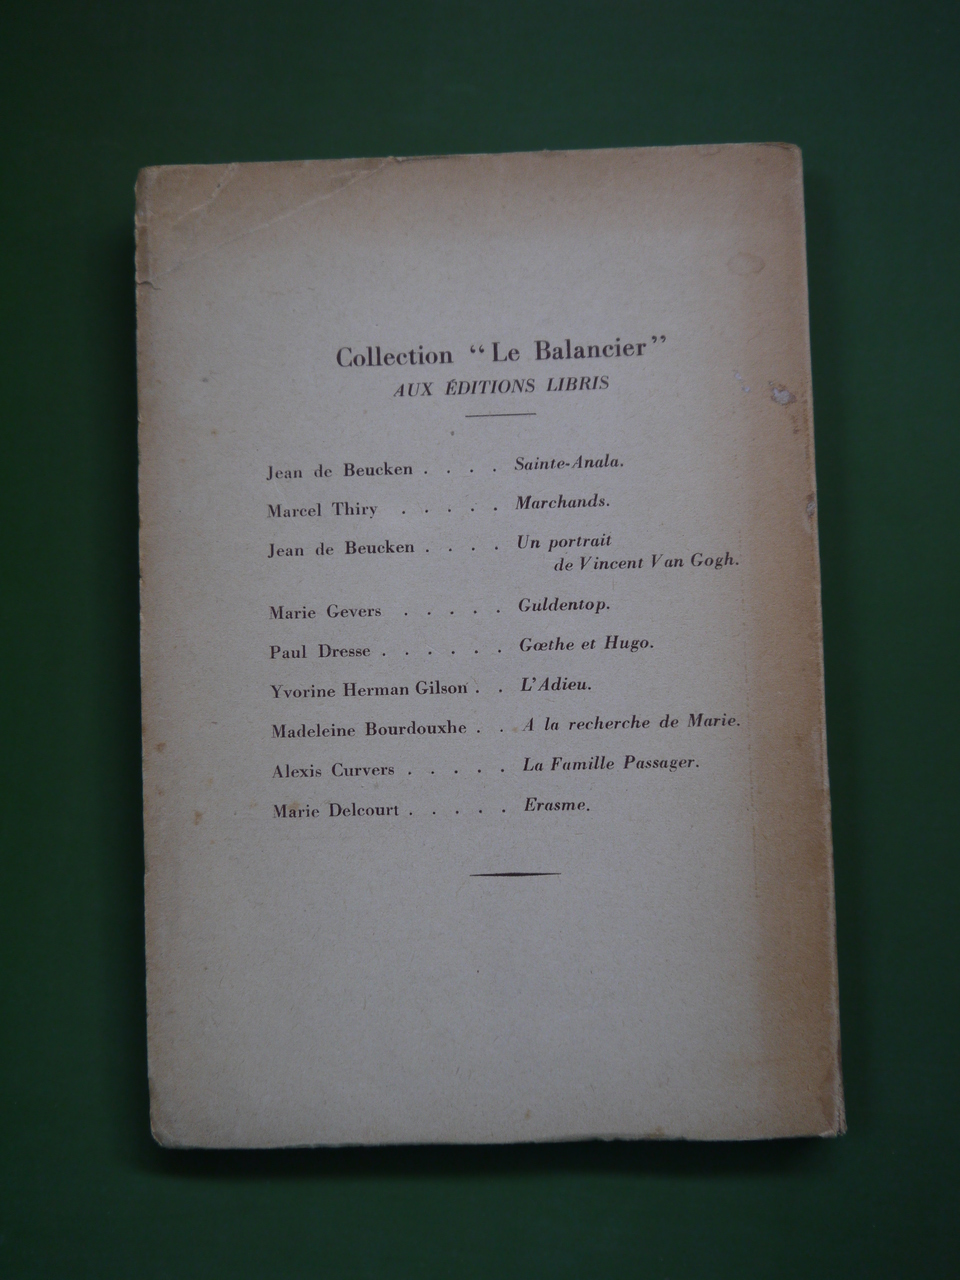 Collection “Le Balancier”
AUX ÉDITIONS LIBRIS
Jean de Beucken . . . . Sainte-Anala.
Marcel Thiry . . . . . Marchands.
Jean de Beucken . . . . Un portrait
de Vincent Van Gogh.
Marie Gevers . . . . . Guldentop.
Paul Dresse . . . . . . Gœthe et Hugo.
Yvorine Herman Gilson . . L'Adieu.
Madeleine Bourdouxhe . . A la recherche de Marie.
Alexis Curvers . . . . . La Famille Passager.
Marie Delcourt . . . . . Erasme.